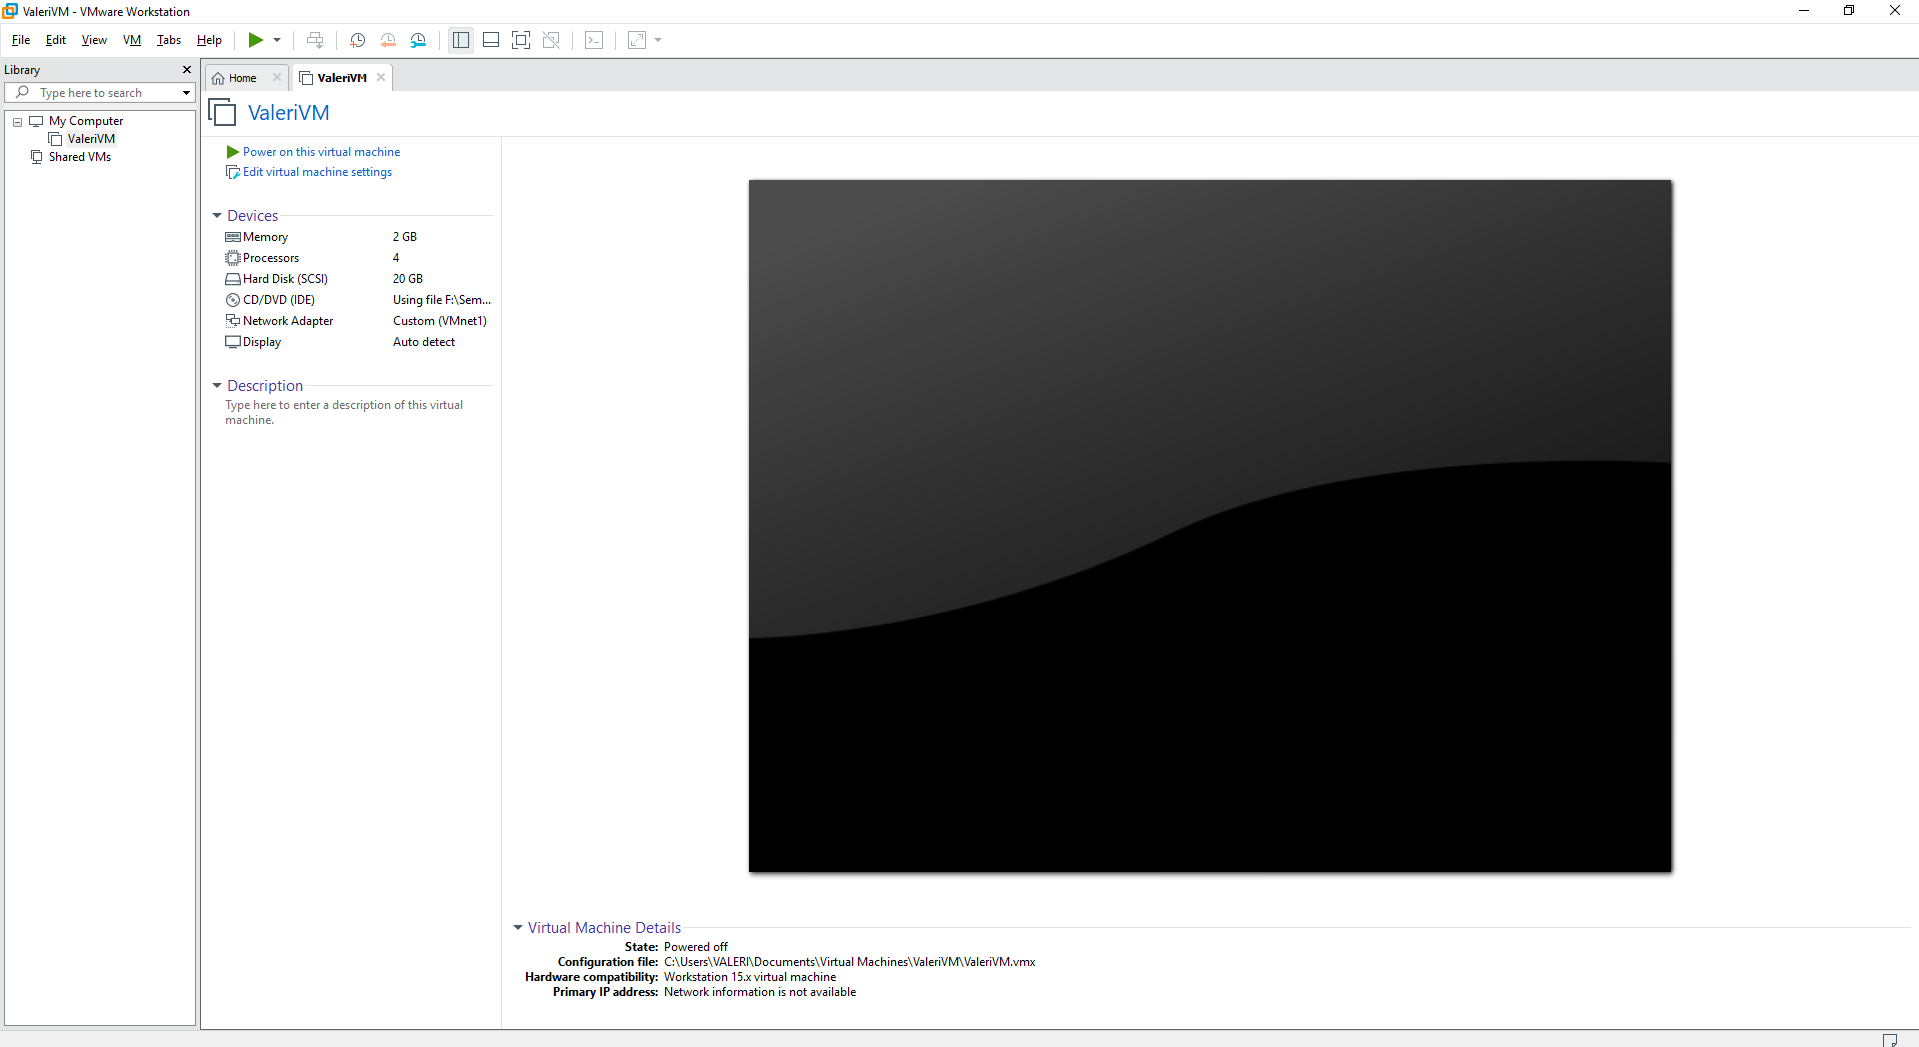 ValeriVM - VMware Workstation
File Edit View VM Tabs Help
Library
Type here to search
My Computer
ValeriVM
Shared VMs
Home
ValeriVM
ValeriVM
Power on this virtual machine
Edit virtual machine settings
Devices
Memory 2 GB
Processors 4
Hard Disk (SCSI) 20 GB
CD/DVD (IDE) Using file F:\Sem...
Network Adapter Custom (VMnet1)
Display Auto detect
Description
Type here to enter a description of this virtual
machine.
Virtual Machine Details
State: Powered off
Configuration file: C:\Users\VALERI\Documents\Virtual Machines\ValeriVM\ValeriVM.vmx
Hardware compatibility: Workstation 15.x virtual machine
Primary IP address: Network information is not available